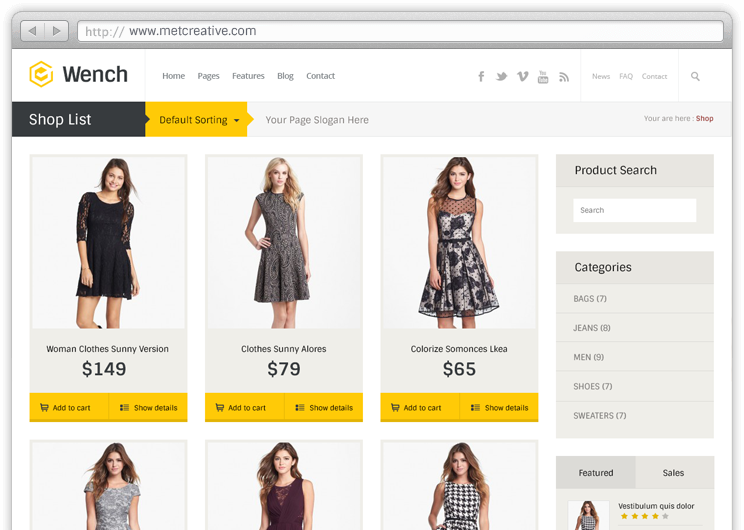 http:// www.metcreative.com
Wench
Home Pages Features Blog Contact
You Tube
News FAQ Contact
Shop List
Default Sorting
Your Page Slogan Here
Your are here : Shop
Woman Clothes Sunny Version
$149
Add to cart Show details
Clothes Sunny Alores
$79
Add to cart Show details
Colorize Somonces Lkea
$65
Add to cart Show details
Product Search
Search
Categories
BAGS (7)
JEANS (8)
MEN (9)
SHOES (7)
SWEATERS (7)
Featured Sales
Vestibulum quis dolor